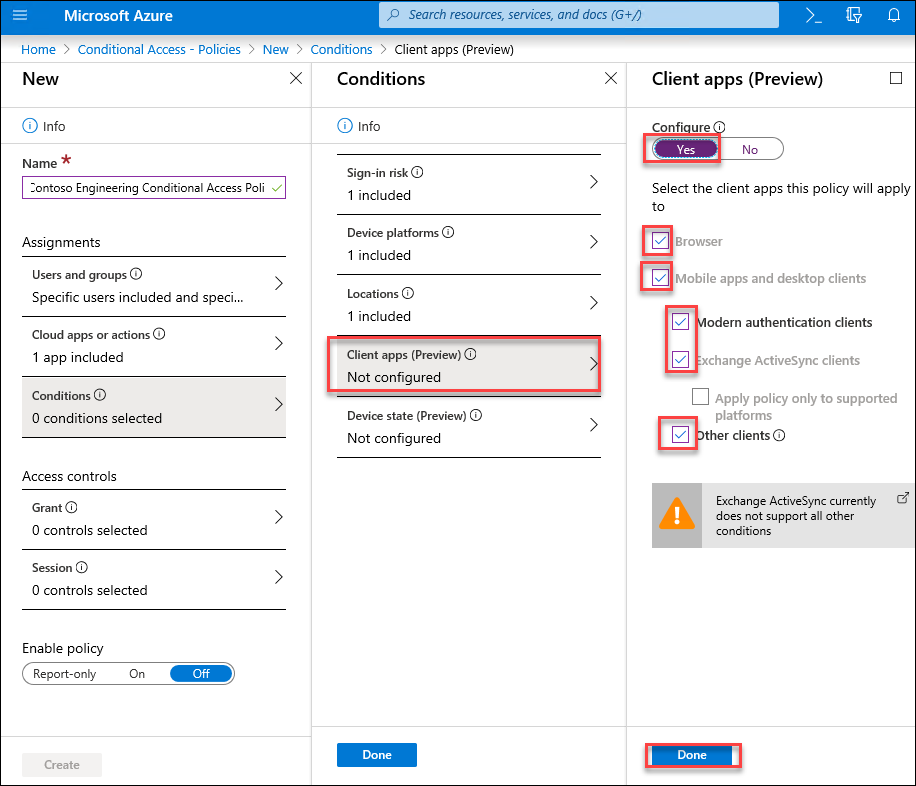 Microsoft Azure
Search resources, services, and docs (G+/)
Home > Conditional Access - Policies > New > Conditions > Client apps (Preview)
New
Info
Name *
Contoso Engineering Conditional Access Poli
Assignments
Users and groups
Specific users included and speci...
Cloud apps or actions
1 app included
Conditions
0 conditions selected
Access controls
Grant
0 controls selected
Session
0 controls selected
Enable policy
Report-only On Off
Create
Conditions
Info
Sign-in risk
1 included
Device platforms
1 included
Locations
1 included
Client apps (Preview)
Not configured
Device state (Preview)
Not configured
Done
Client apps (Preview)
Configure
Yes No
Select the client apps this policy will apply
to
Browser
Mobile apps and desktop clients
Modern authentication clients
Exchange ActiveSync clients
Apply policy only to supported
platforms
Other clients
Exchange ActiveSync currently
does not support all other
conditions
Done